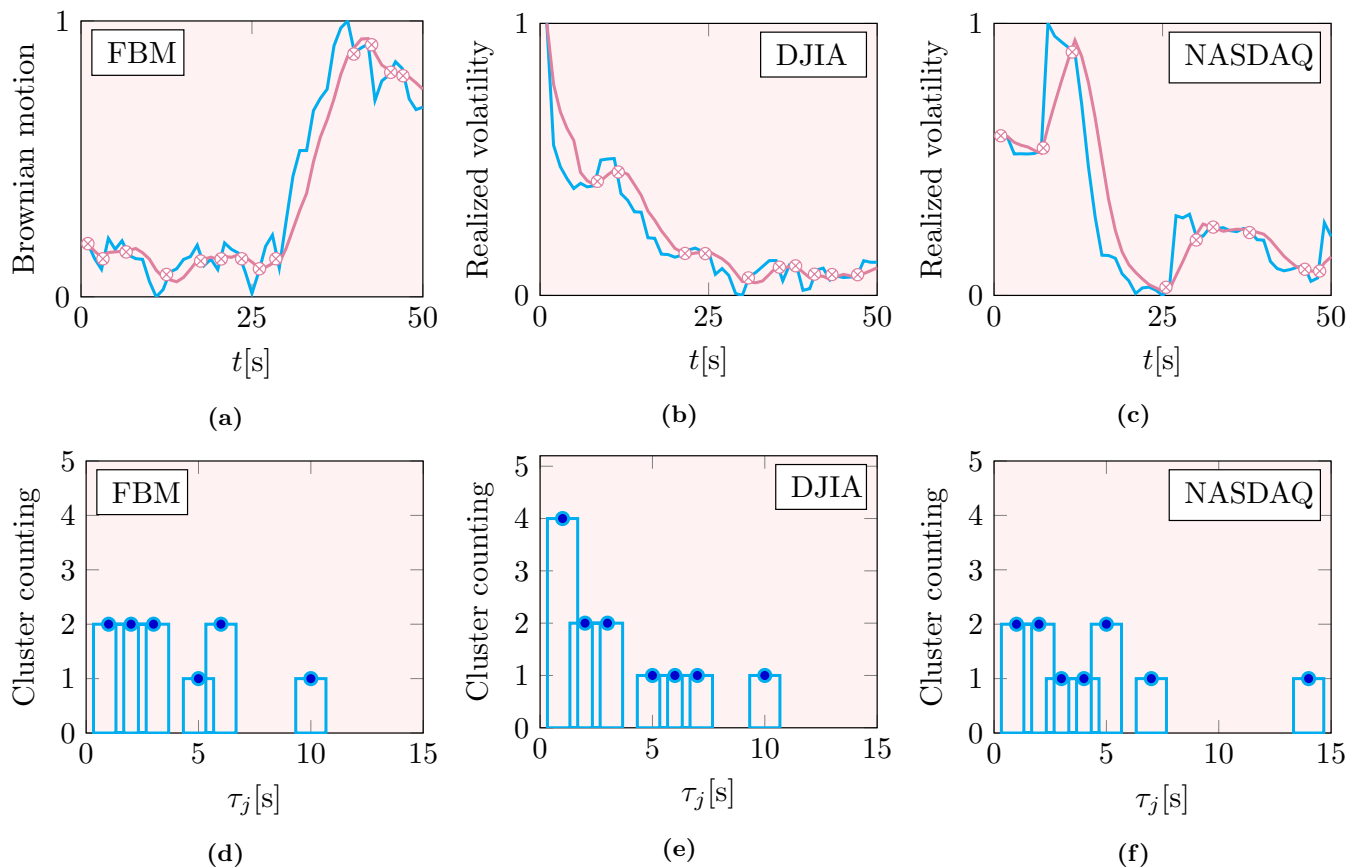 1
Brownian motion
FBM
0
0 25 50
t[s]
(a)
1
Realized volatility
DJIA
0
0 25 50
t[s]
(b)
1
Realized volatility
NASDAQ
0
0 25 50
t[s]
(c)
5
4
3
2
1
0
Cluster counting
FBM
0 5 10 15
τj[s]
(d)
5
4
3
2
1
0
Cluster counting
DJIA
0 5 10 15
τj[s]
(e)
5
4
3
2
1
0
Cluster counting
NASDAQ
0 5 10 15
τj[s]
(f)